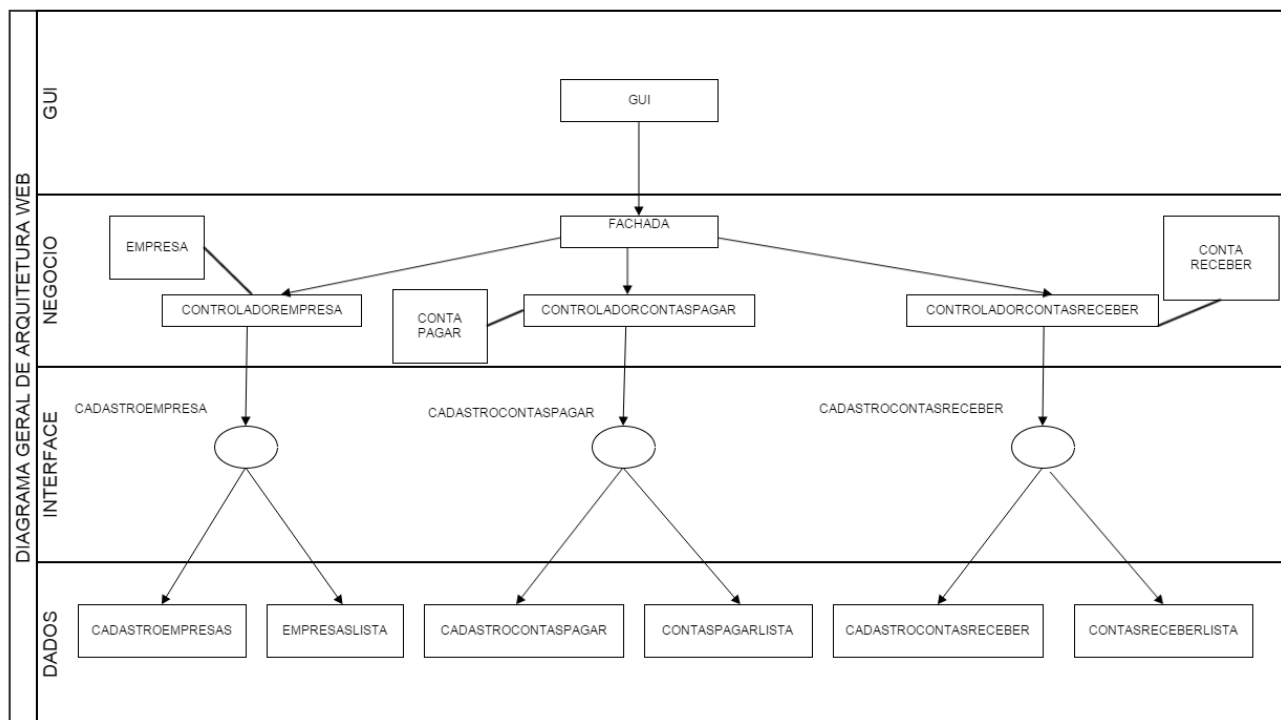 DIAGRAMA GERAL DE ARQUITETURA WEB
GUI
GUI
NEGOCIO
FACHADA
EMPRESA
CONTA
RECEBER
CONTROLADOREMPRESA
CONTA
PAGAR
CONTROLADORCONTASPAGAR
CONTROLADORCONTASRECEBER
INTERFACE
CADASTROEMPRESA
CADASTROCONTASPAGAR
CADASTROCONTASRECEBER
DADOS
CADASTROEMPRESAS
EMPRESASLISTA
CADASTROCONTASPAGAR
CONTASPAGARLISTA
CADASTROCONTASRECEBER
CONTASRECEBERLISTA